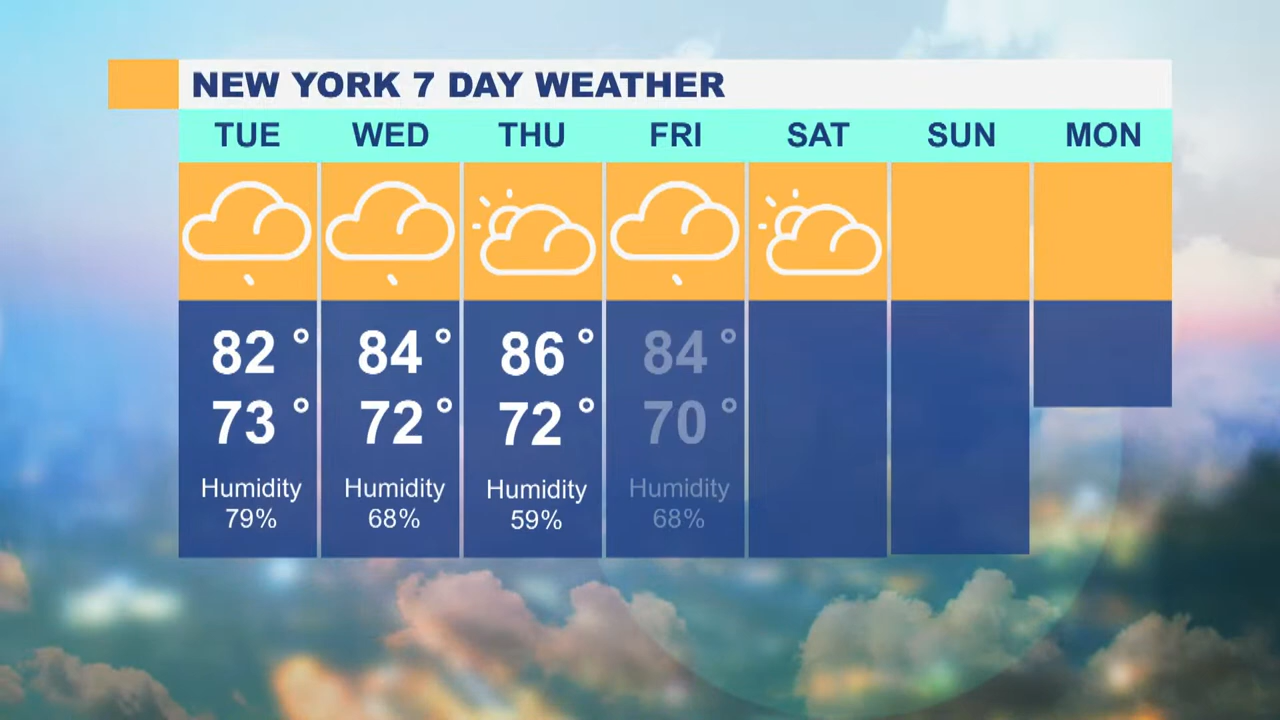 NEW YORK 7 DAY WEATHER
TUE WED THU FRI SAT SUN MON
82° 84° 86° 84°
73° 72° 72° 70°
Humidity Humidity Humidity Humidity
79% 68% 59% 68%